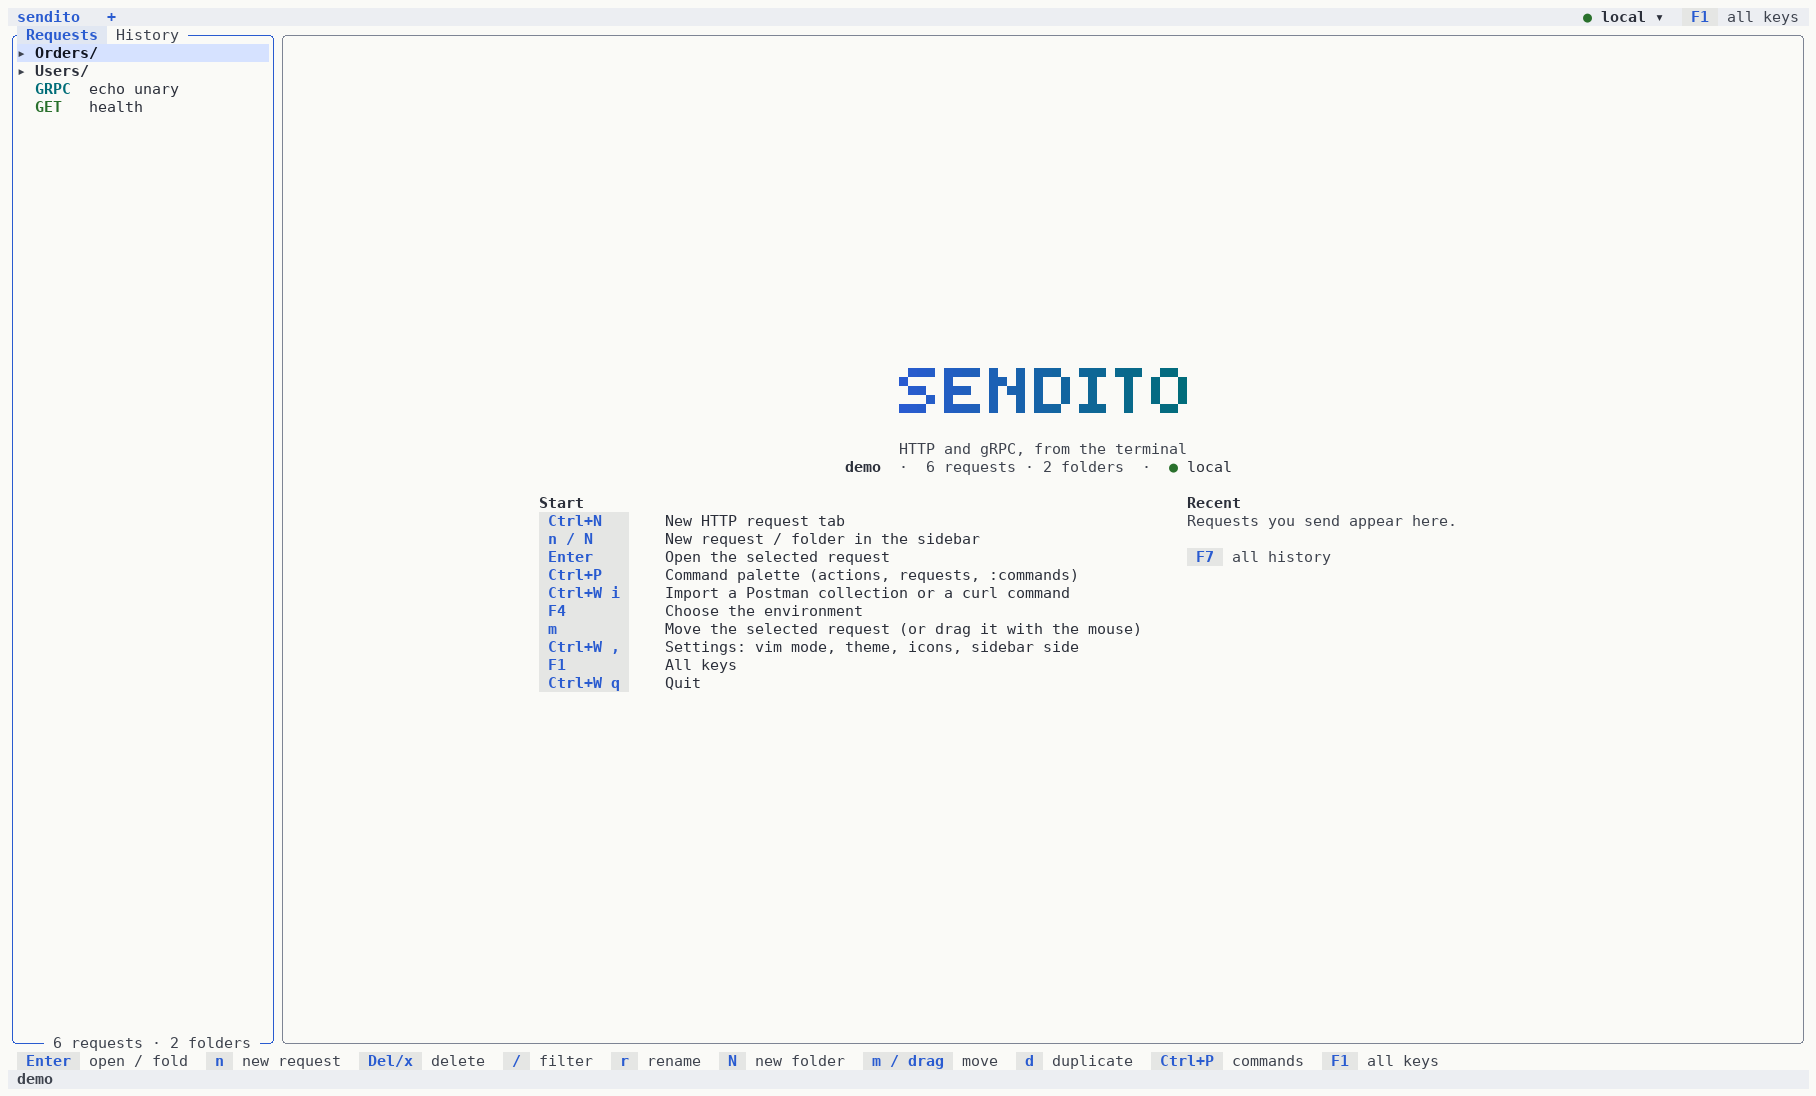 sendito + ● local ▾ F1 all keys
Requests History
▸ Orders/
▸ Users/
GRPC echo unary
GET health
SENDITO
HTTP and gRPC, from the terminal
demo · 6 requests · 2 folders · ● local
Start
Ctrl+N New HTTP request tab
n / N New request / folder in the sidebar
Enter Open the selected request
Ctrl+P Command palette (actions, requests, :commands)
Ctrl+W i Import a Postman collection or a curl command
F4 Choose the environment
m Move the selected request (or drag it with the mouse)
Ctrl+W , Settings: vim mode, theme, icons, sidebar side
F1 All keys
Ctrl+W q Quit
Recent
Requests you send appear here.
F7 all history
6 requests · 2 folders
Enter open / fold n new request Del/x delete / filter r rename N new folder m / drag move d duplicate Ctrl+P commands F1 all keys
demo